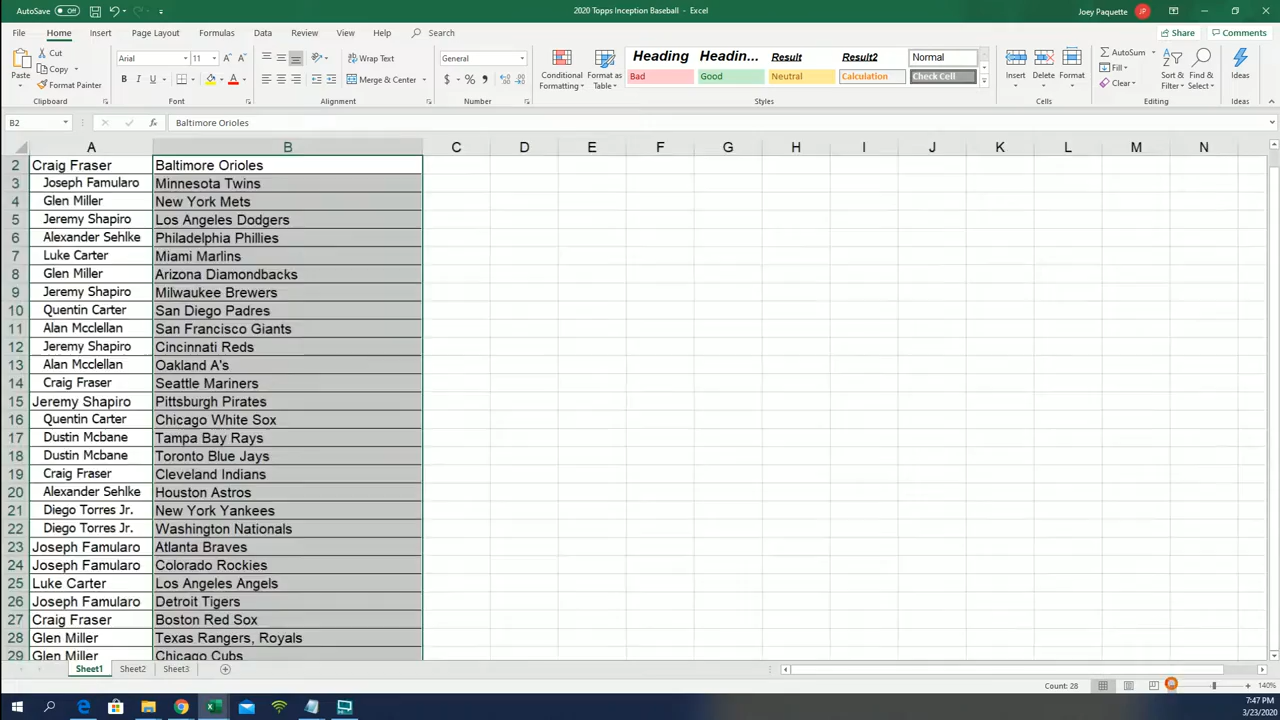 AutoSave Off 2020 Topps Inception Baseball - Excel Joey Paquette JP
File Home Insert Page Layout Formulas Data Review View Help Search Share Comments
Paste Cut Copy Format Painter Clipboard
Arial 11 A A B I U A Font
Wrap Text Merge & Center Alignment
General $ % , Number
Conditional Formatting Format as Table
Heading Headin... Result Result2 Normal
Bad Good Neutral Calculation Check Cell
Styles
Insert Delete Format Cells
AutoSum Fill Clear Sort & Filter Find & Select Editing
Ideas Ideas
B2 fx Baltimore Orioles
A B C D E F G H I J K L M N
2 Craig Fraser Baltimore Orioles
3 Joseph Famularo Minnesota Twins
4 Glen Miller New York Mets
5 Jeremy Shapiro Los Angeles Dodgers
6 Alexander Sehlke Philadelphia Phillies
7 Luke Carter Miami Marlins
8 Glen Miller Arizona Diamondbacks
9 Jeremy Shapiro Milwaukee Brewers
10 Quentin Carter San Diego Padres
11 Alan Mcclellan San Francisco Giants
12 Jeremy Shapiro Cincinnati Reds
13 Alan Mcclellan Oakland A's
14 Craig Fraser Seattle Mariners
15 Jeremy Shapiro Pittsburgh Pirates
16 Quentin Carter Chicago White Sox
17 Dustin Mcbane Tampa Bay Rays
18 Dustin Mcbane Toronto Blue Jays
19 Craig Fraser Cleveland Indians
20 Alexander Sehlke Houston Astros
21 Diego Torres Jr. New York Yankees
22 Diego Torres Jr. Washington Nationals
23 Joseph Famularo Atlanta Braves
24 Joseph Famularo Colorado Rockies
25 Luke Carter Los Angeles Angels
26 Joseph Famularo Detroit Tigers
27 Craig Fraser Boston Red Sox
28 Glen Miller Texas Rangers, Royals
29 Glen Miller Chicago Cubs
Sheet1 Sheet2 Sheet3
Count: 28 140%
7:47 PM
3/23/2020